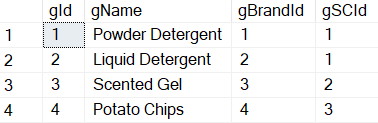 gId gName gBrandId gSCId
1 1 Powder Detergent 1 1
2 2 Liquid Detergent 2 1
3 3 Scented Gel 3 2
4 4 Potato Chips 4 3